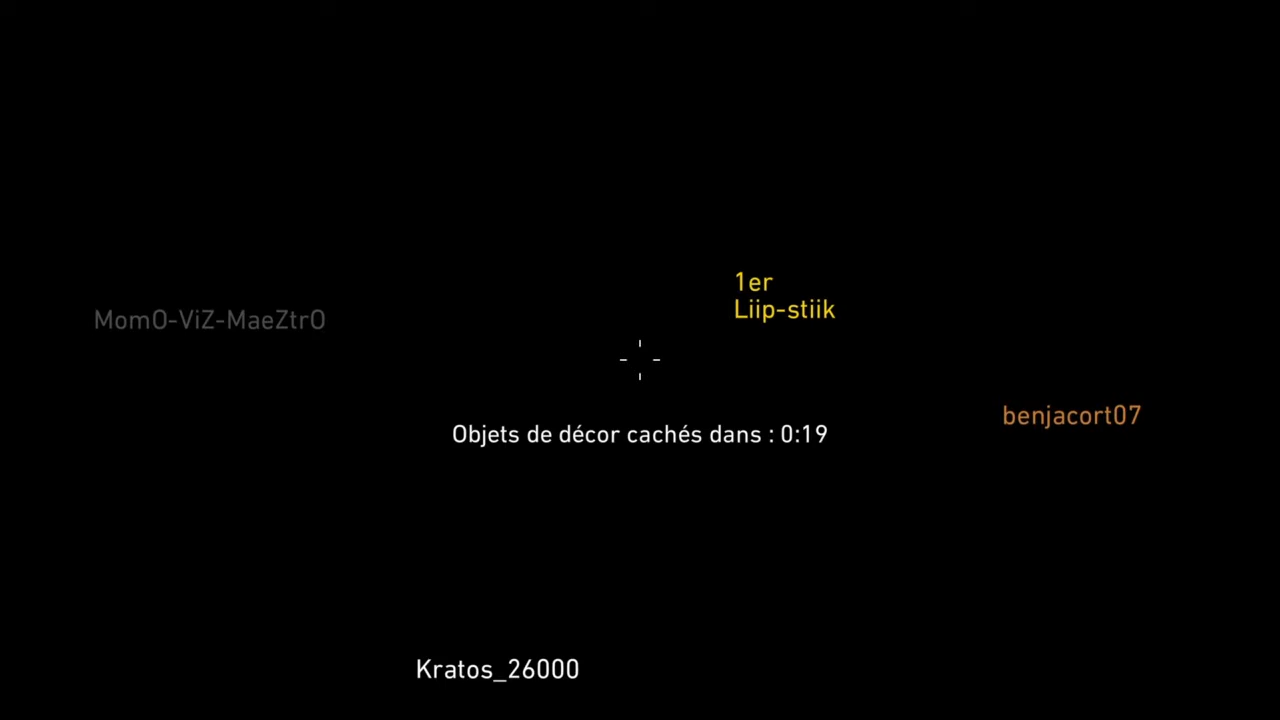 1er
Liip-stiik
MomO-ViZ-MaeZtrO
benjacort07
Objets de décor cachés dans : 0:19
Kratos_26000